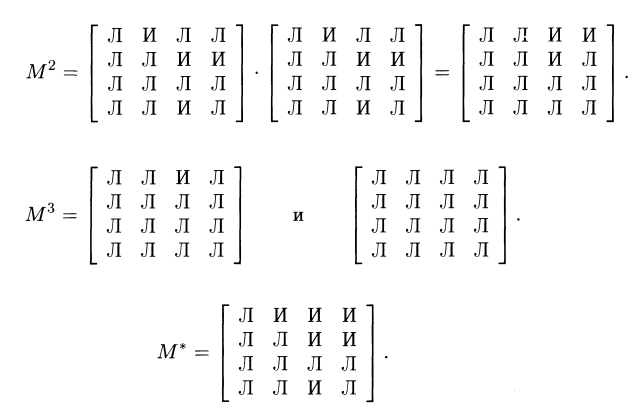 Л И Л Л Л И Л Л Л Л И И
M² = Л Л И И · Л Л И И = Л Л И Л .
Л Л Л Л Л Л Л Л Л Л Л Л
Л Л И Л Л Л И Л Л Л Л Л
Л Л И Л Л Л Л Л
M³ = Л Л Л Л и Л Л Л Л .
Л Л Л Л Л Л Л Л
Л Л Л Л Л Л Л Л
Л И И И
M* = Л Л И И .
Л Л Л Л
Л Л И Л